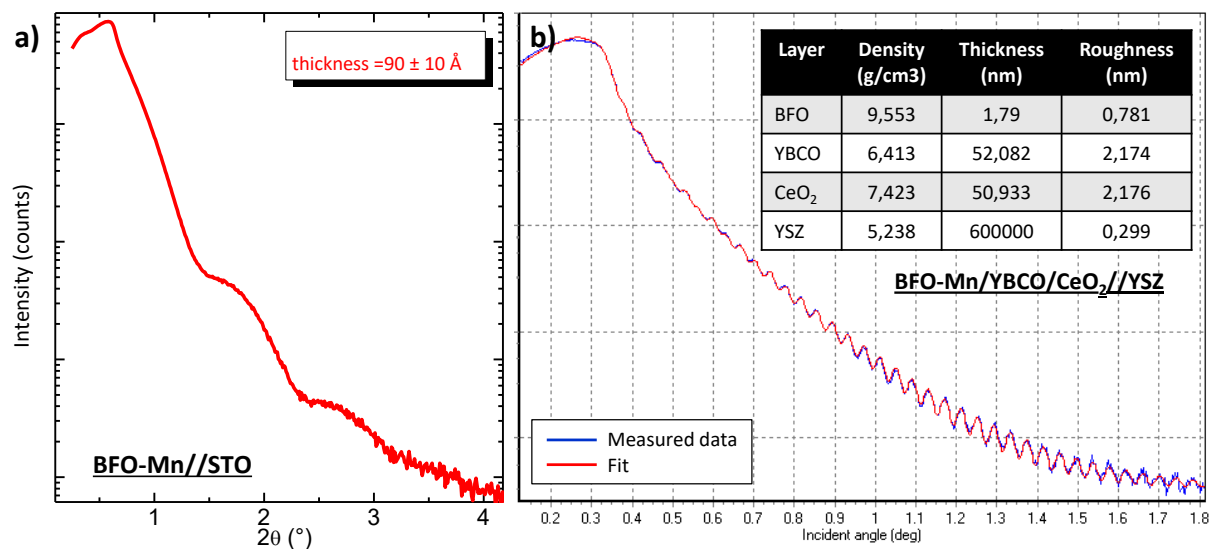 a)
thickness =90 ± 10 Å
Intensity (counts)
BFO-Mn//STO
1 2 3 4
2θ (°)
b)
Layer Density (g/cm3) Thickness (nm) Roughness (nm)
BFO 9,553 1,79 0,781
YBCO 6,413 52,082 2,174
CeO₂ 7,423 50,933 2,176
YSZ 5,238 600000 0,299
BFO-Mn/YBCO/CeO₂//YSZ
Measured data
Fit
0.2 0.3 0.4 0.5 0.6 0.7 0.8 0.9 1 1.1 1.2 1.3 1.4 1.5 1.6 1.7 1.8
Incident angle (deg)